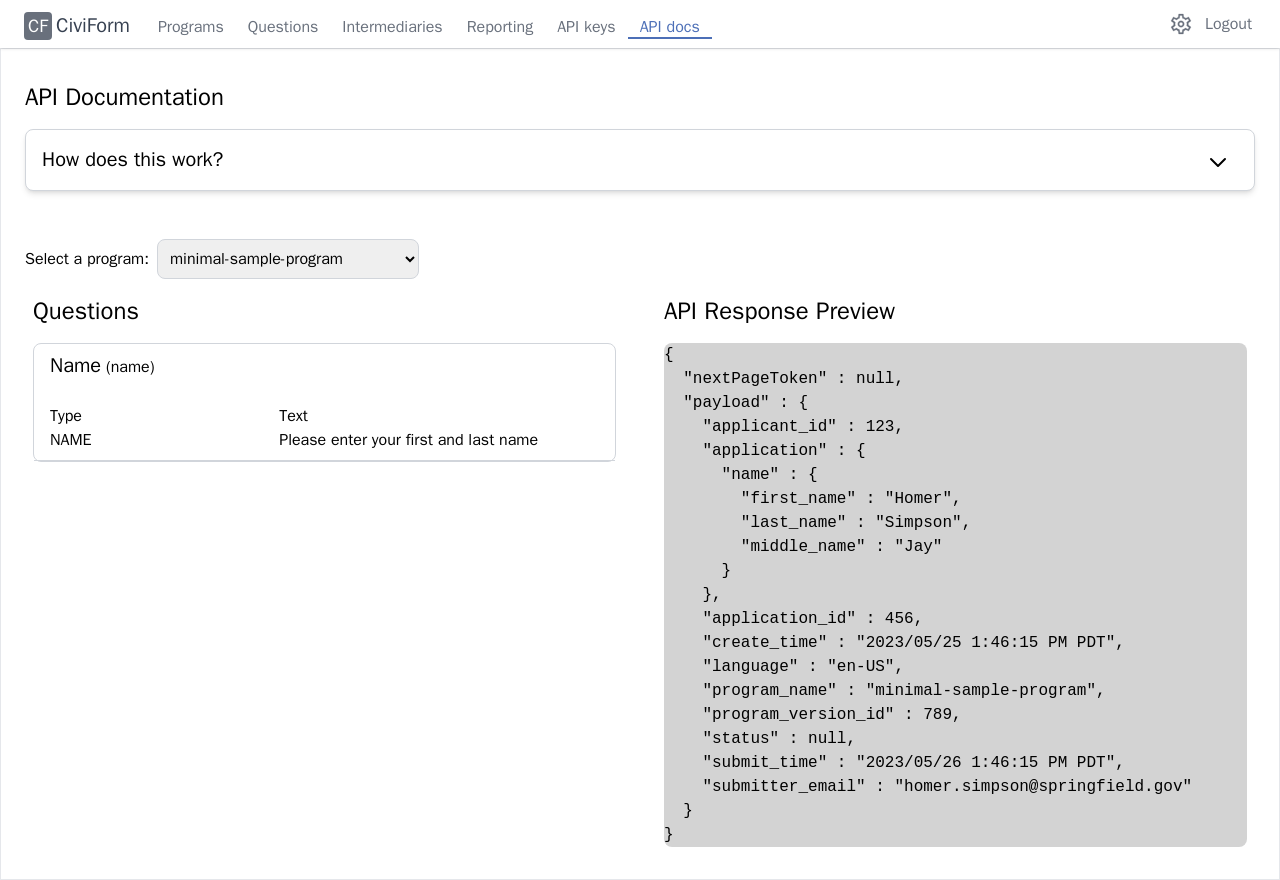 CF CiviForm Programs Questions Intermediaries Reporting API keys API docs Logout
API Documentation
How does this work?
Select a program: minimal-sample-program
Questions
Name (name)
Type Text
NAME Please enter your first and last name
API Response Preview
{
  "nextPageToken" : null,
  "payload" : {
    "applicant_id" : 123,
    "application" : {
      "name" : {
        "first_name" : "Homer",
        "last_name" : "Simpson",
        "middle_name" : "Jay"
      }
    },
    "application_id" : 456,
    "create_time" : "2023/05/25 1:46:15 PM PDT",
    "language" : "en-US",
    "program_name" : "minimal-sample-program",
    "program_version_id" : 789,
    "status" : null,
    "submit_time" : "2023/05/26 1:46:15 PM PDT",
    "submitter_email" : "homer.simpson@springfield.gov"
  }
}